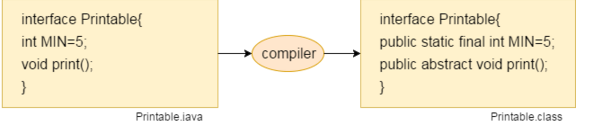 interface Printable{
int MIN=5;
void print();
}
Printable.java
compiler
interface Printable{
public static final int MIN=5;
public abstract void print();
}
Printable.class